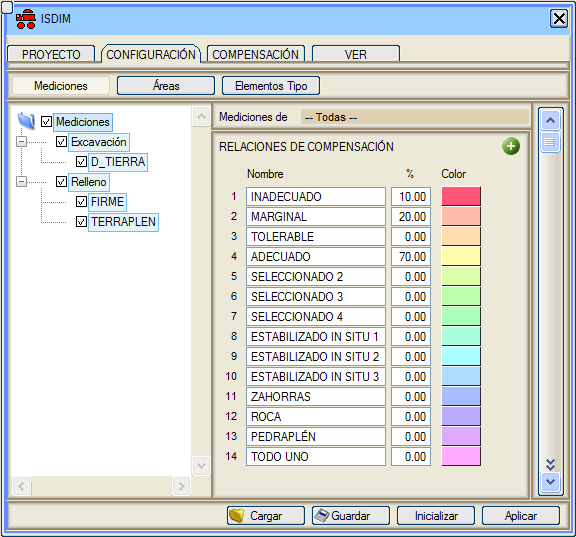 ISDIM
PROYECTO CONFIGURACIÓN COMPENSACIÓN VER
Mediciones Áreas Elementos Tipo
Mediciones
Excavación
D_TIERRA
Relleno
FIRME
TERRAPLEN
Mediciones de -- Todas --
RELACIONES DE COMPENSACIÓN
Nombre % Color
1 INADECUADO 10.00
2 MARGINAL 20.00
3 TOLERABLE 0.00
4 ADECUADO 70.00
5 SELECCIONADO 2 0.00
6 SELECCIONADO 3 0.00
7 SELECCIONADO 4 0.00
8 ESTABILIZADO IN SITU 1 0.00
9 ESTABILIZADO IN SITU 2 0.00
10 ESTABILIZADO IN SITU 3 0.00
11 ZAHORRAS 0.00
12 ROCA 0.00
13 PEDRAPLÉN 0.00
14 TODO UNO 0.00
Cargar Guardar Inicializar Aplicar